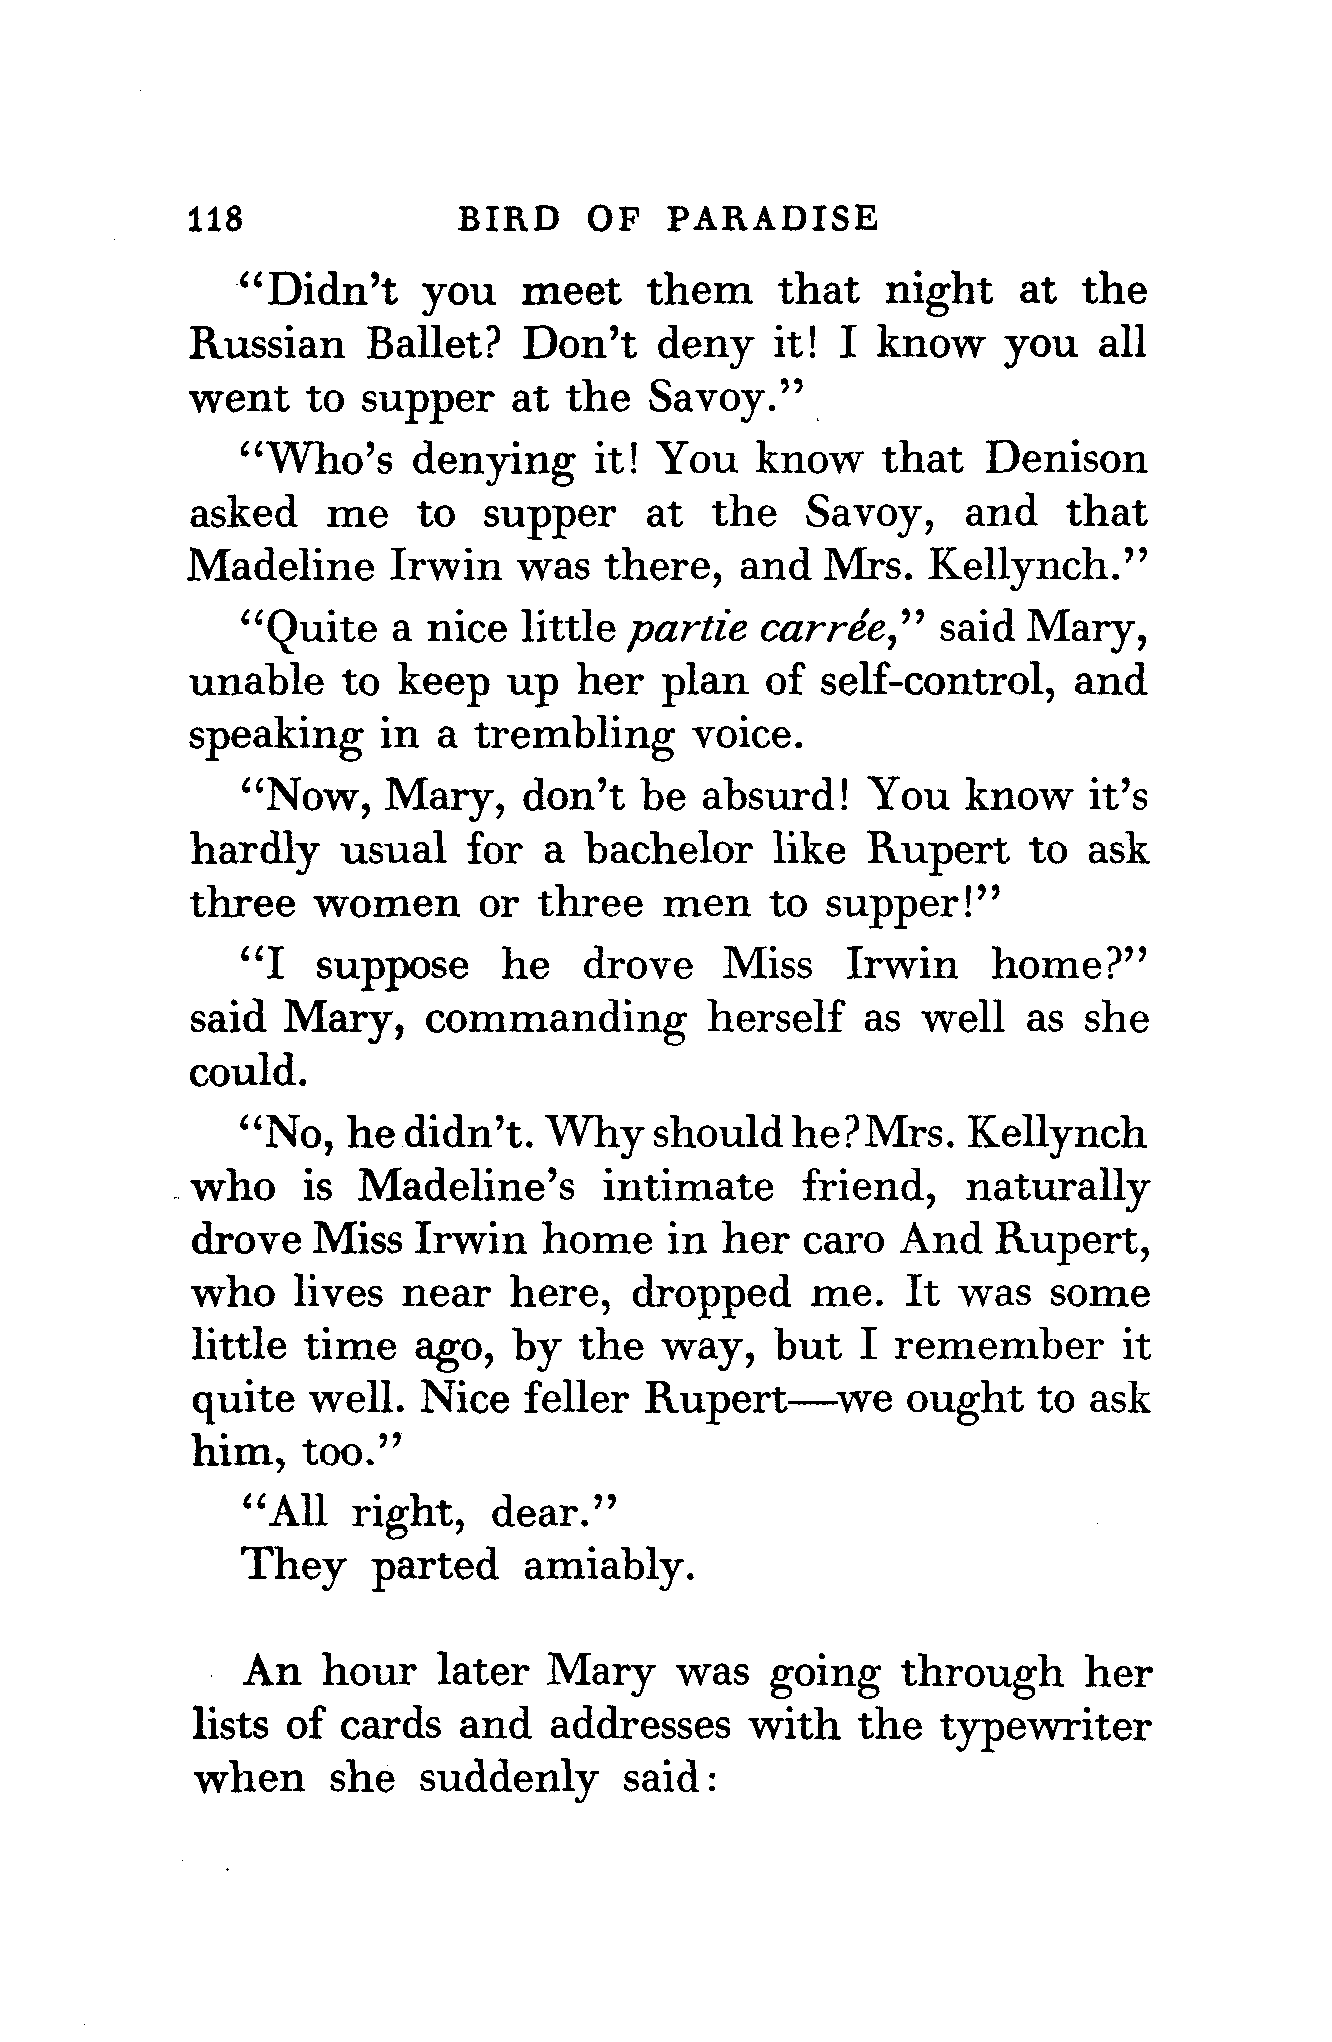 118 BIRD OF PARADISE
“Didn’t you meet them that night at the
Russian Ballet? Don’t deny it! I know you all
went to supper at the Savoy.”
“Who’s denying it! You know that Denison
asked me to supper at the Savoy, and that
Madeline Irwin was there, and Mrs. Kellynch.”
“Quite a nice little partie carrée,” said Mary,
unable to keep up her plan of self-control, and
speaking in a trembling voice.
“Now, Mary, don’t be absurd! You know it’s
hardly usual for a bachelor like Rupert to ask
three women or three men to supper!”
“I suppose he drove Miss Irwin home?”
said Mary, commanding herself as well as she
could.
“No, he didn’t. Why should he? Mrs. Kellynch
who is Madeline’s intimate friend, naturally
drove Miss Irwin home in her caro And Rupert,
who lives near here, dropped me. It was some
little time ago, by the way, but I remember it
quite well. Nice feller Rupert—we ought to ask
him, too.”
“All right, dear.”
They parted amiably.
An hour later Mary was going through her
lists of cards and addresses with the typewriter
when she suddenly said: